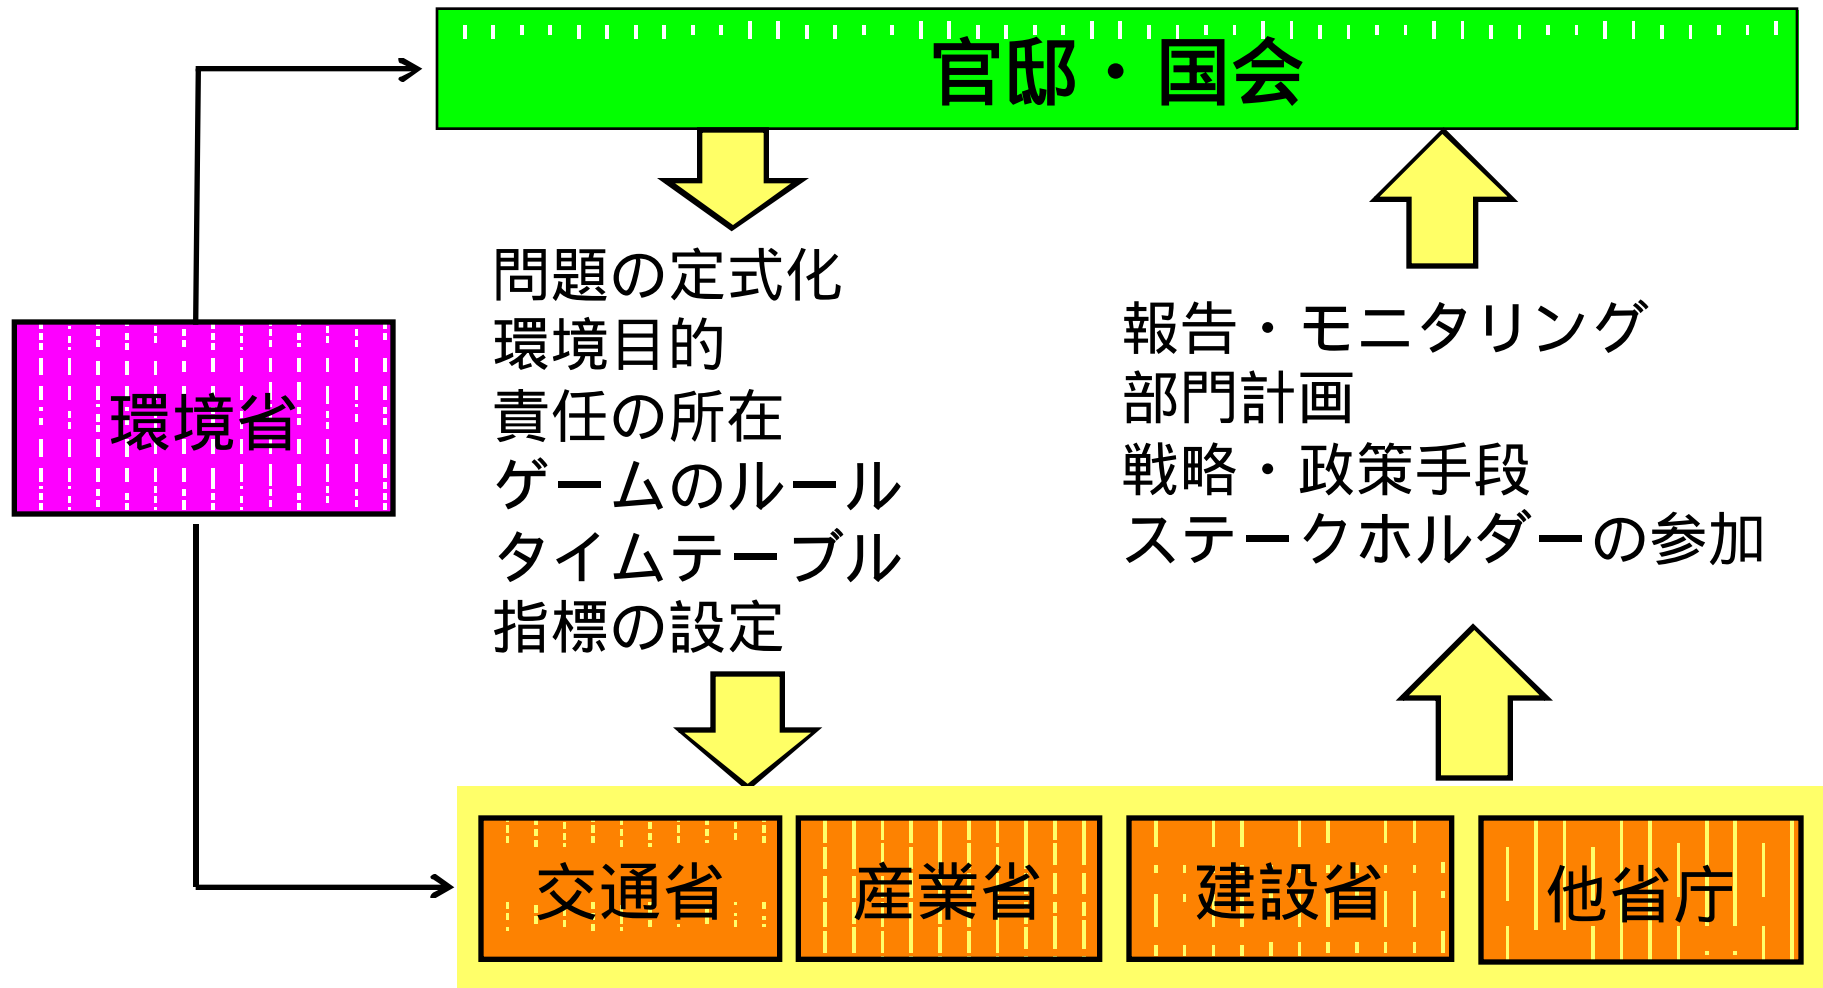 官邸・国会
問題の定式化
環境目的
責任の所在
ゲームのルール
タイムテーブル
指標の設定
報告・モニタリング
部門計画
戦略・政策手段
ステークホルダーの参加
環境省
交通省
産業省
建設省
他省庁